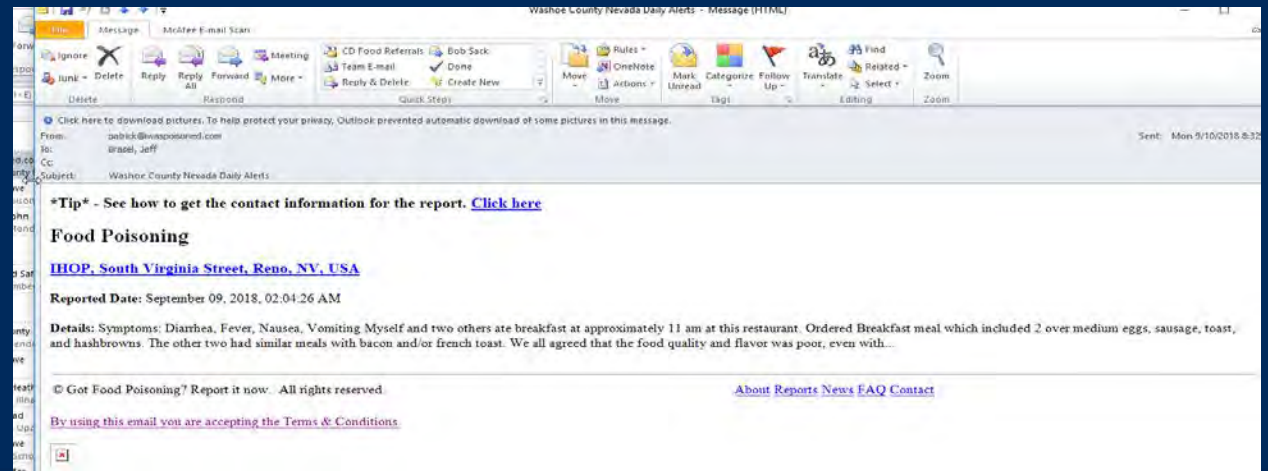 Washoe County Nevada Daily Alerts - Message (HTML)
File Message McAfee E-mail Scan
Ignore Delete Reply Reply All Forward Meeting CD Food Referrals Bob Sack Move Rules Mark Unread Categorize Follow Up Translate Find Zoom
Junk More Team E-mail Done OneNote Related
Reply & Delete Create New Actions Select
Delete Respond Quick Steps Move Tags Editing Zoom
Click here to download pictures. To help protect your privacy, Outlook prevented automatic download of some pictures in this message.
From: patrick@iwaspoisoned.com Sent: Mon 9/10/2018 8:32
To: Brasel, Jeff
Cc:
Subject: Washoe County Nevada Daily Alerts
*Tip* - See how to get the contact information for the report. Click here
Food Poisoning
IHOP, South Virginia Street, Reno, NV, USA
Reported Date: September 09, 2018, 02:04:26 AM
Details: Symptoms: Diarrhea, Fever, Nausea, Vomiting Myself and two others ate breakfast at approximately 11 am at this restaurant. Ordered Breakfast meal which included 2 over medium eggs, sausage, toast,
and hashbrowns. The other two had similar meals with bacon and/or french toast. We all agreed that the food quality and flavor was poor, even with...
© Got Food Poisoning? Report it now. All rights reserved. About Reports News FAQ Contact
By using this email you are accepting the Terms & Conditions